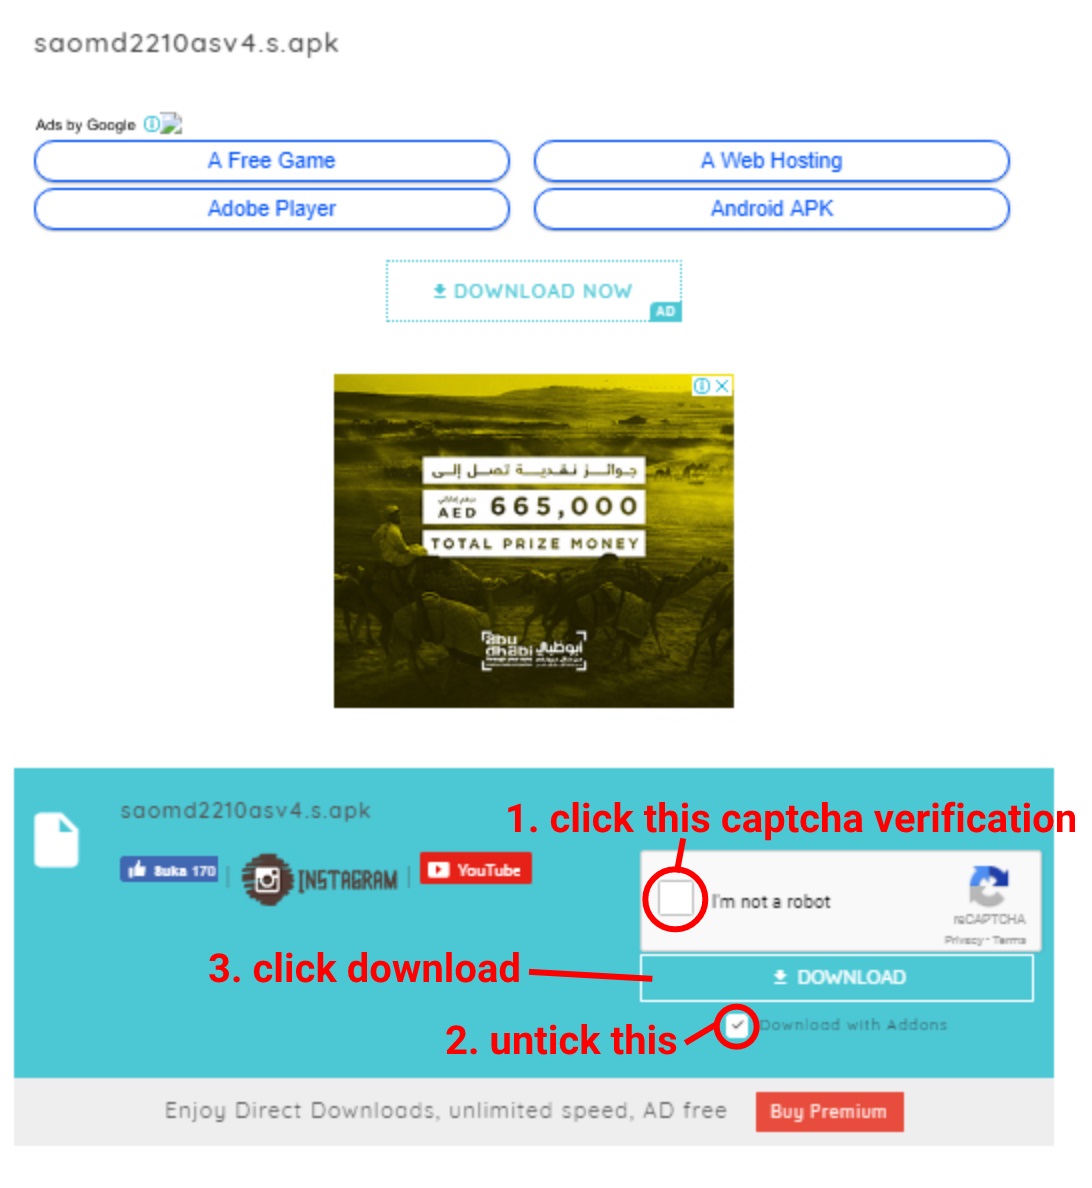 saomd2210asv4.s.apk
Ads by Google
A Free Game
A Web Hosting
Adobe Player
Android APK
DOWNLOAD NOW
AD
جوائز نقدية تصل إلى
AED 665,000
TOTAL PRIZE MONEY
abu dhabi أبوظبي
saomd2210asv4.s.apk
1. click this captcha verification
Suka 170
INSTAGRAM
YouTube
I'm not a robot
reCAPTCHA
Privacy - Terms
3. click download
DOWNLOAD
2. untick this
Download with Addons
Enjoy Direct Downloads, unlimited speed, AD free
Buy Premium